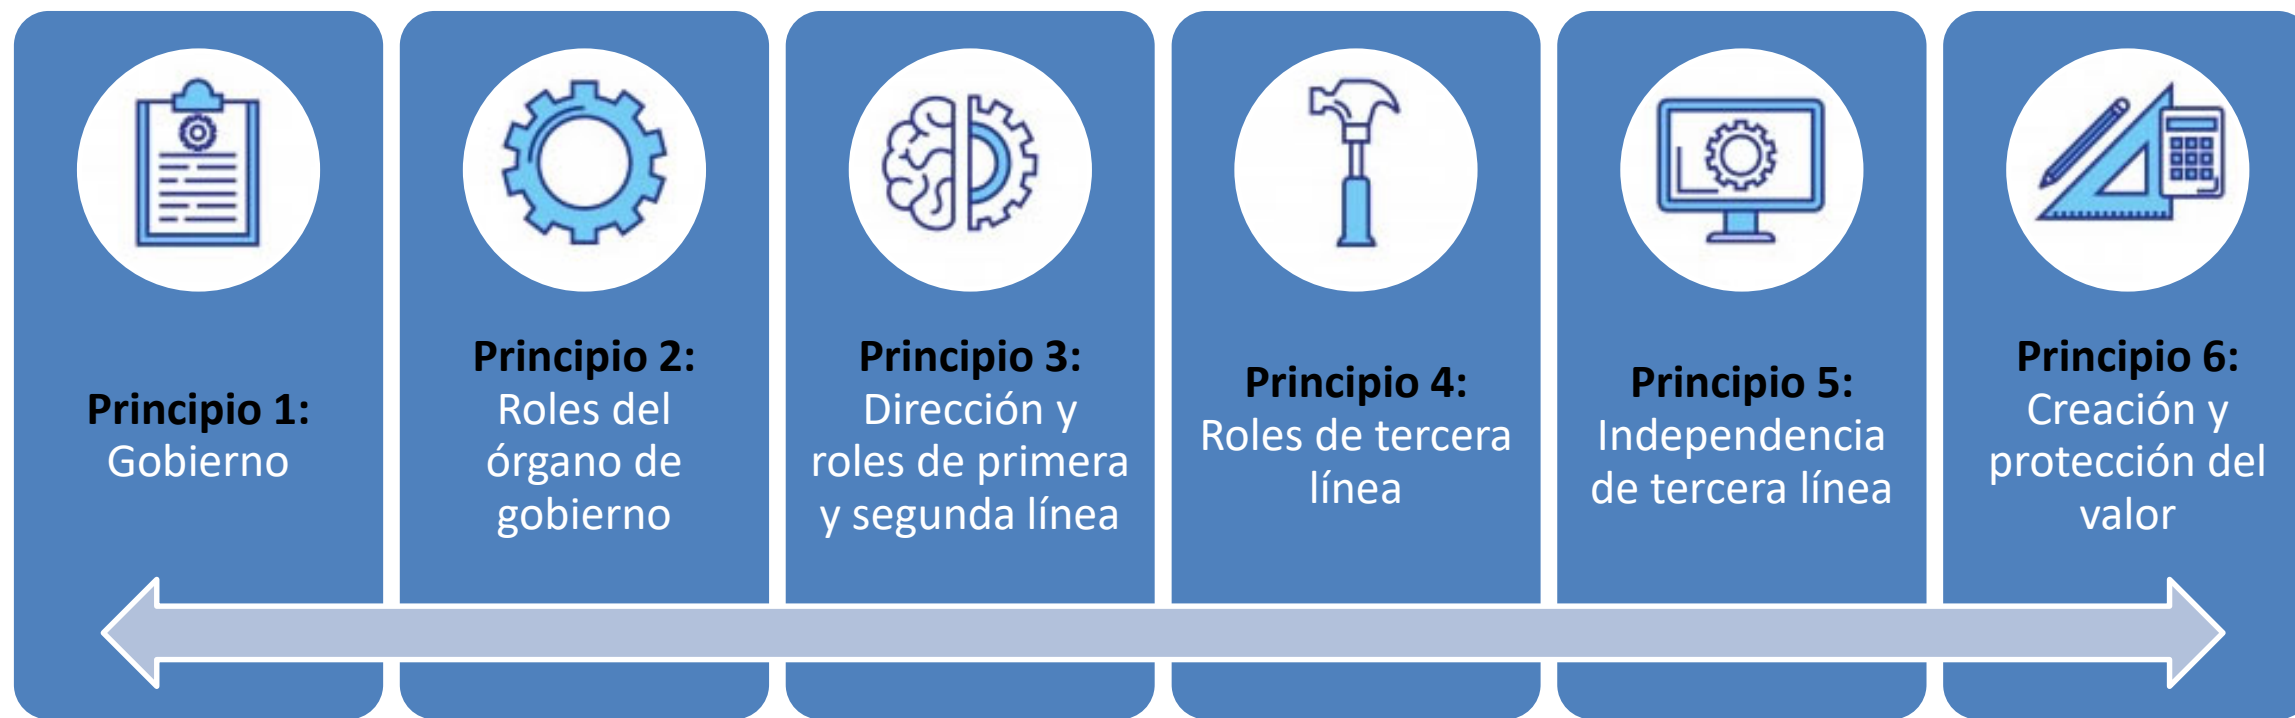 Principio 1:
Gobierno
Principio 2:
Roles del
órgano de
gobierno
Principio 3:
Dirección y
roles de primera
y segunda línea
Principio 4:
Roles de tercera
línea
Principio 5:
Independencia
de tercera línea
Principio 6:
Creación y
protección del
valor